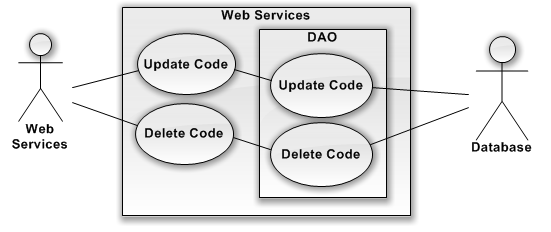 Web Services
DAO
Update Code
Update Code
Delete Code
Delete Code
Web
Services
Database